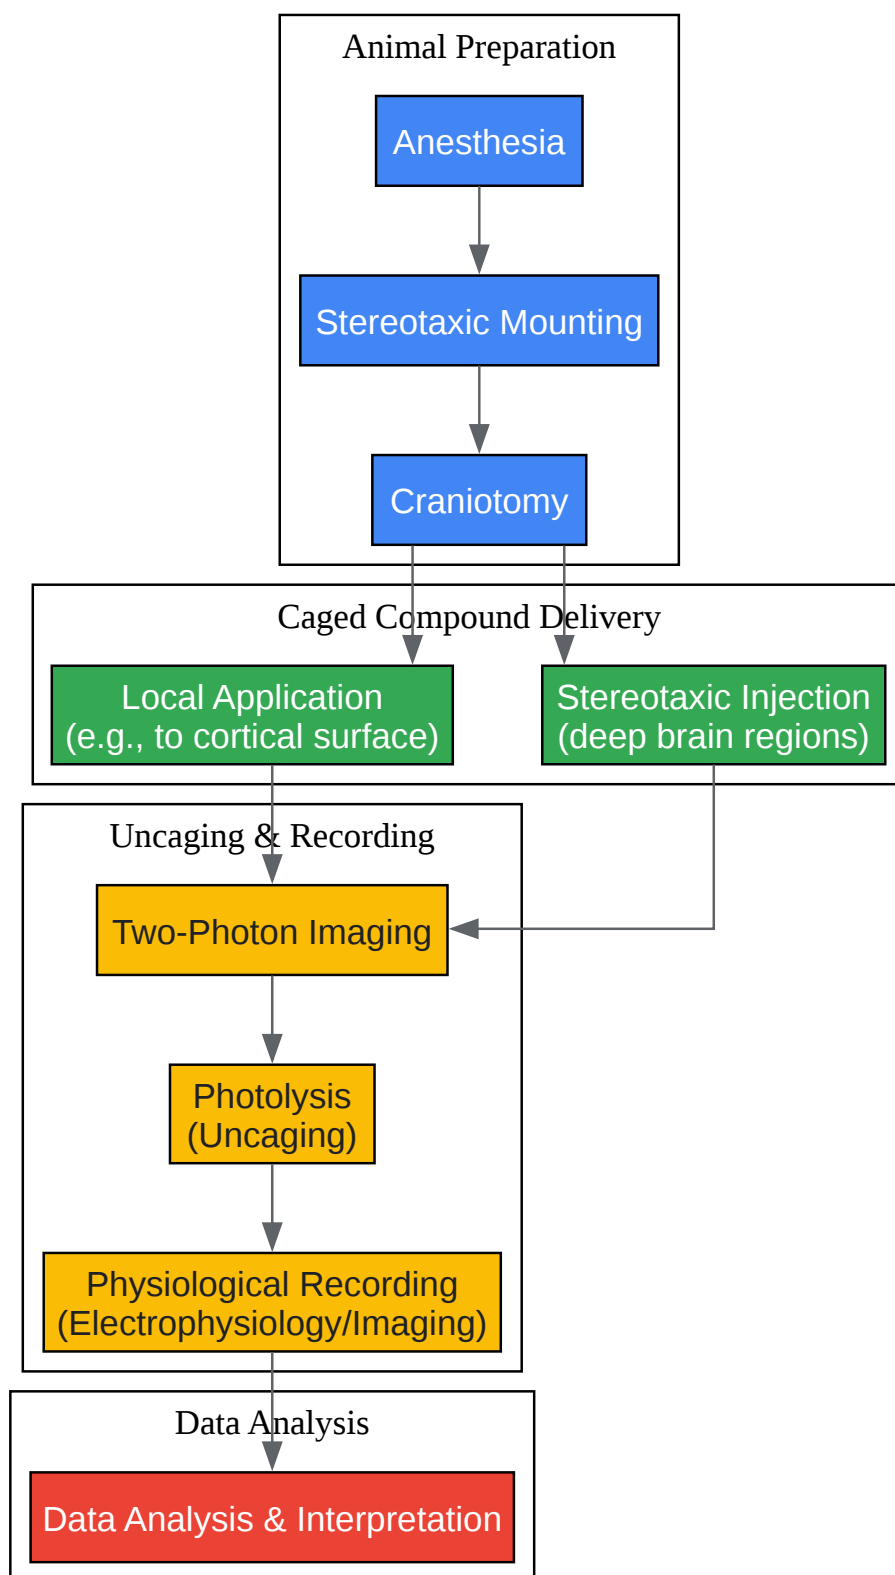 Animal Preparation
Anesthesia
Stereotaxic Mounting
Craniotomy
Caged Compound Delivery
Local Application
(e.g., to cortical surface)
Stereotaxic Injection
(deep brain regions)
Uncaging & Recording
Two-Photon Imaging
Photolysis
(Uncaging)
Physiological Recording
(Electrophysiology/Imaging)
Data Analysis
Data Analysis & Interpretation